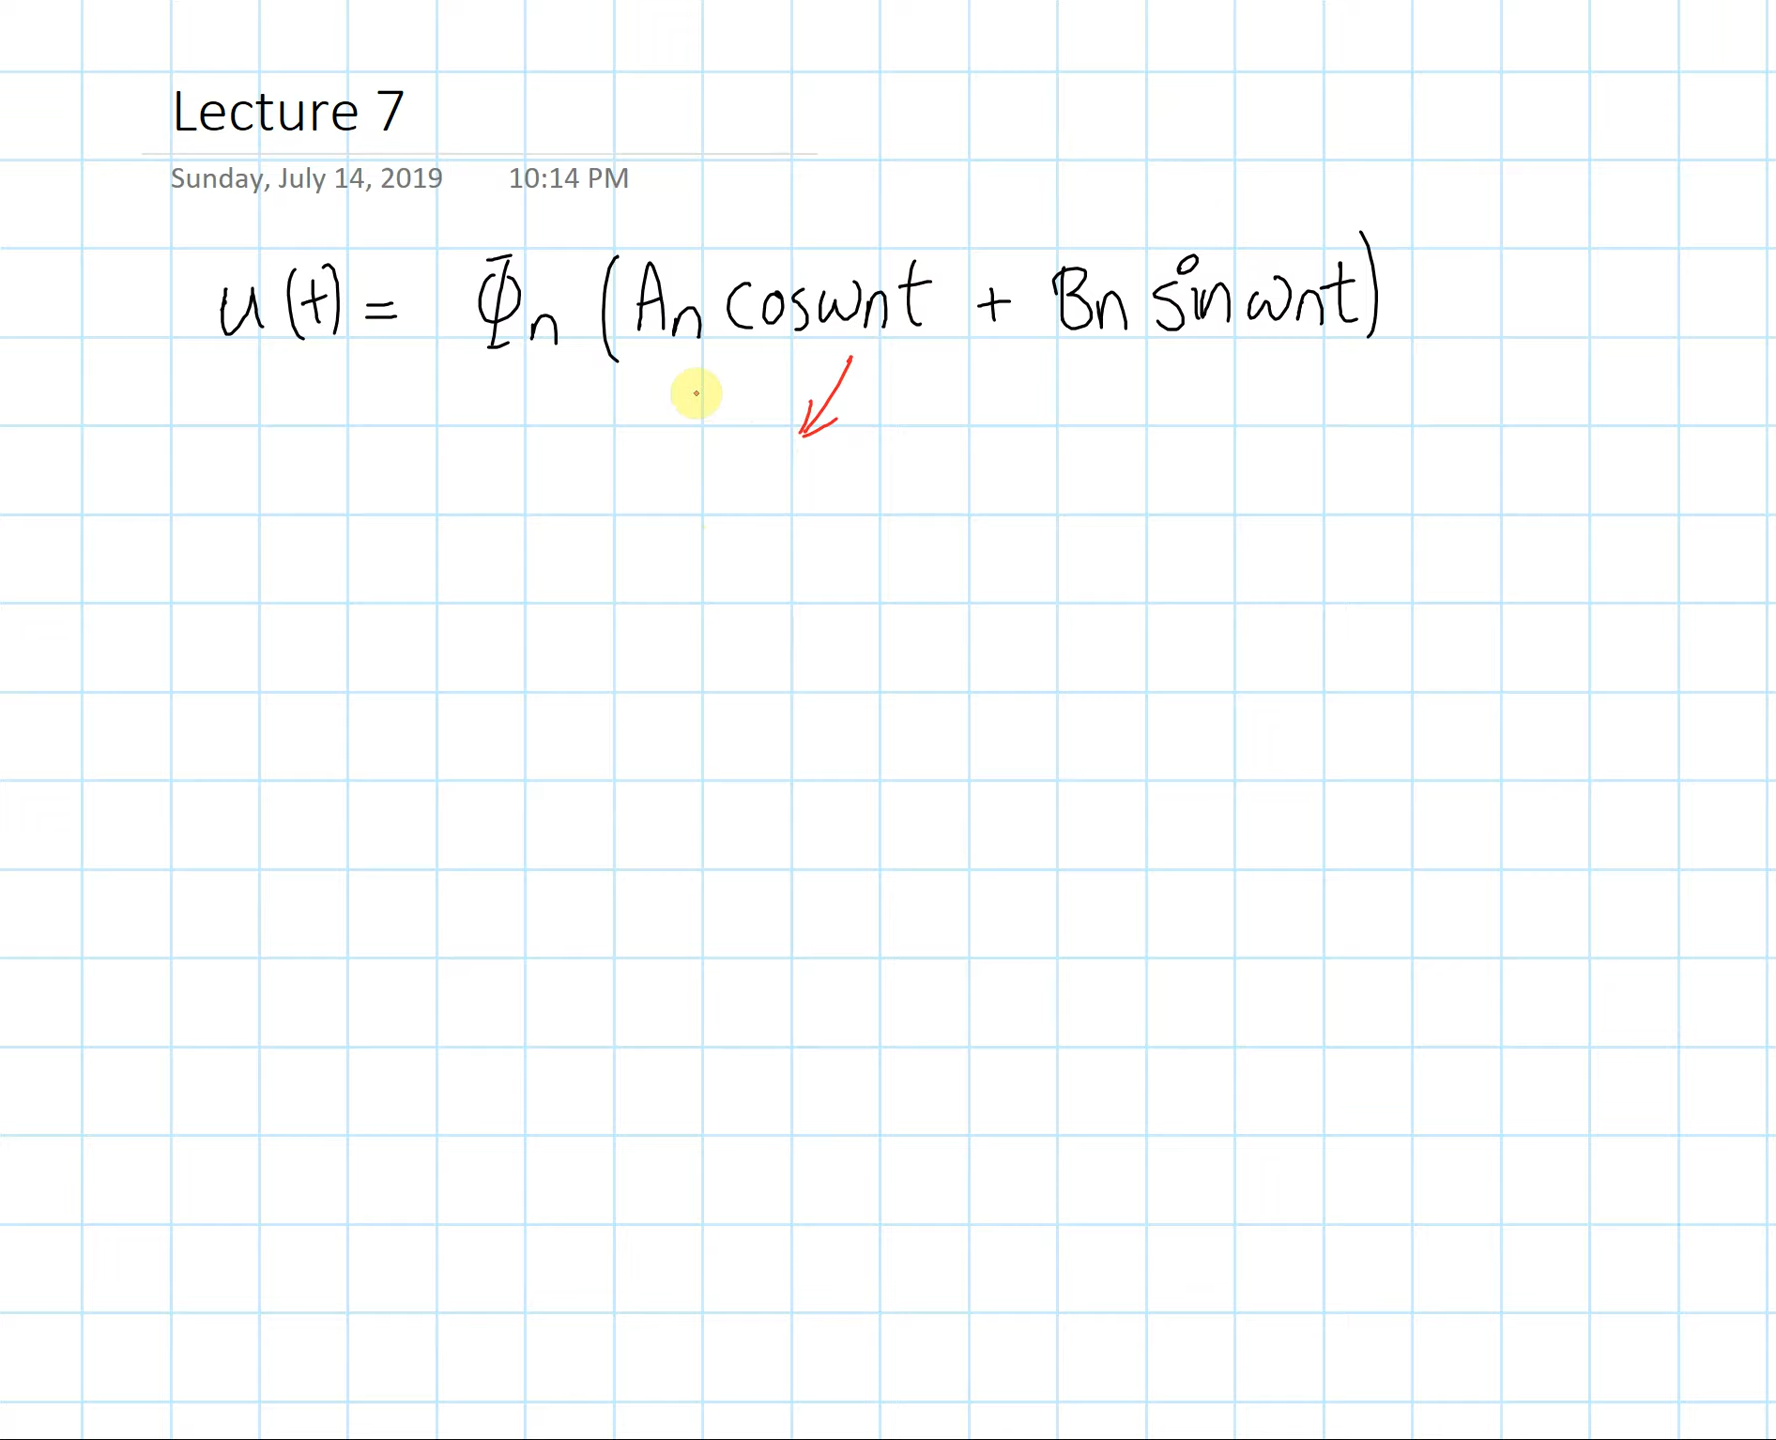 Lecture 7
Sunday, July 14, 2019 10:14 PM
u(t) = Φn (An cosωnt + Bn sinωnt)